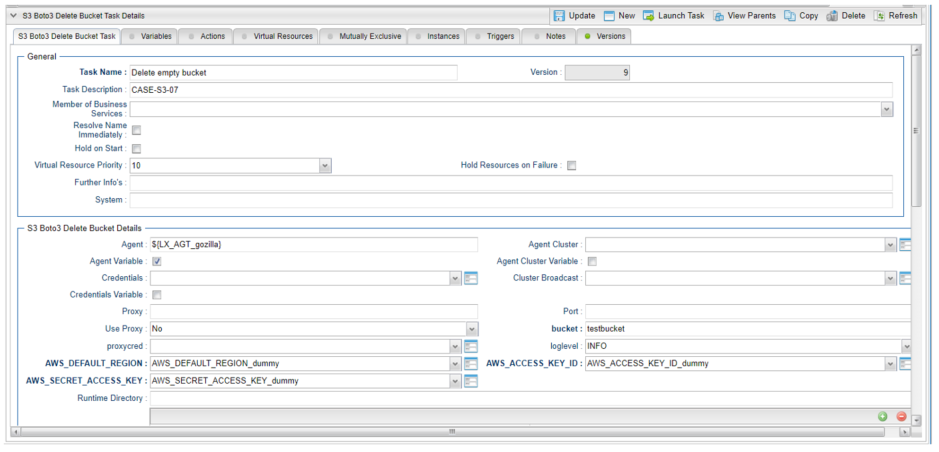 S3 Boto3 Delete Bucket Task Details Update New Launch Task View Parents Copy Delete Refresh
S3 Boto3 Delete Bucket Task Variables Actions Virtual Resources Mutually Exclusive Instances Triggers Notes Versions
General
Task Name : Delete empty bucket Version : 9
Task Description : CASE-S3-07
Member of Business
Services :
Resolve Name
Immediately :
Hold on Start :
Virtual Resource Priority : 10 Hold Resources on Failure :
Further Info's :
System :
S3 Boto3 Delete Bucket Details
Agent : ${LX_AGT_gozilla} Agent Cluster :
Agent Variable : Agent Cluster Variable :
Credentials : Cluster Broadcast :
Credentials Variable :
Proxy : Port :
Use Proxy : No bucket : testbucket
proxycred : loglevel : INFO
AWS_DEFAULT_REGION : AWS_DEFAULT_REGION_dummy AWS_ACCESS_KEY_ID : AWS_ACCESS_KEY_ID_dummy
AWS_SECRET_ACCESS_KEY : AWS_SECRET_ACCESS_KEY_dummy
Runtime Directory :